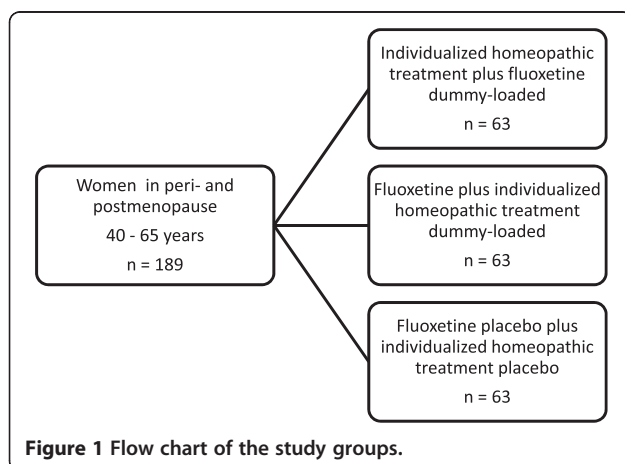 Women in peri- and
postmenopause
40 - 65 years
n = 189
Individualized homeopathic
treatment plus fluoxetine
dummy-loaded
n = 63
Fluoxetine plus individualized
homeopathic treatment
dummy-loaded
n = 63
Fluoxetine placebo plus
individualized homeopathic
treatment placebo
n = 63
Figure 1 Flow chart of the study groups.